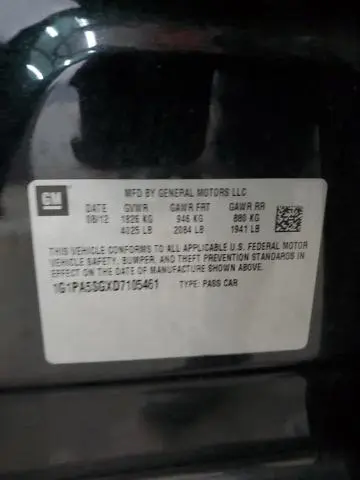 MFD BY GENERAL MOTORS LLC
GM
DATE GVWR GAWR FRT GAWR RR
08/12 1826 KG 946 KG 880 KG
4025 LB 2084 LB 1941 LB
THIS VEHICLE CONFORMS TO ALL APPLICABLE U.S. FEDERAL MOTOR
VEHICLE SAFETY, BUMPER, AND THEFT PREVENTION STANDARDS IN
EFFECT ON THE DATE OF MANUFACTURE SHOWN ABOVE.
1G1PA5SGXD7105461 TYPE: PASS CAR